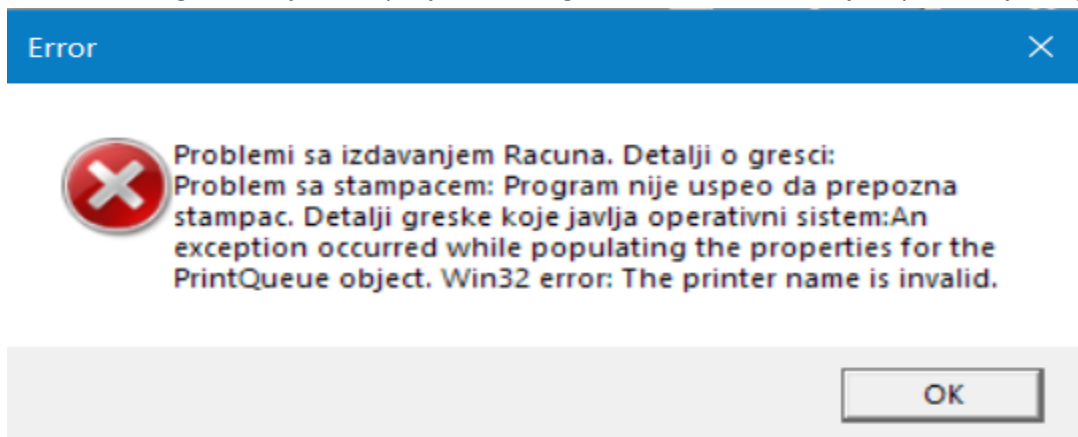 Error
Problemi sa izdavanjem Racuna. Detalji o gresci:
Problem sa stampacem: Program nije uspeo da prepozna
stampac. Detalji greske koje javlja operativni sistem:An
exception occurred while populating the properties for the
PrintQueue object. Win32 error: The printer name is invalid.
OK